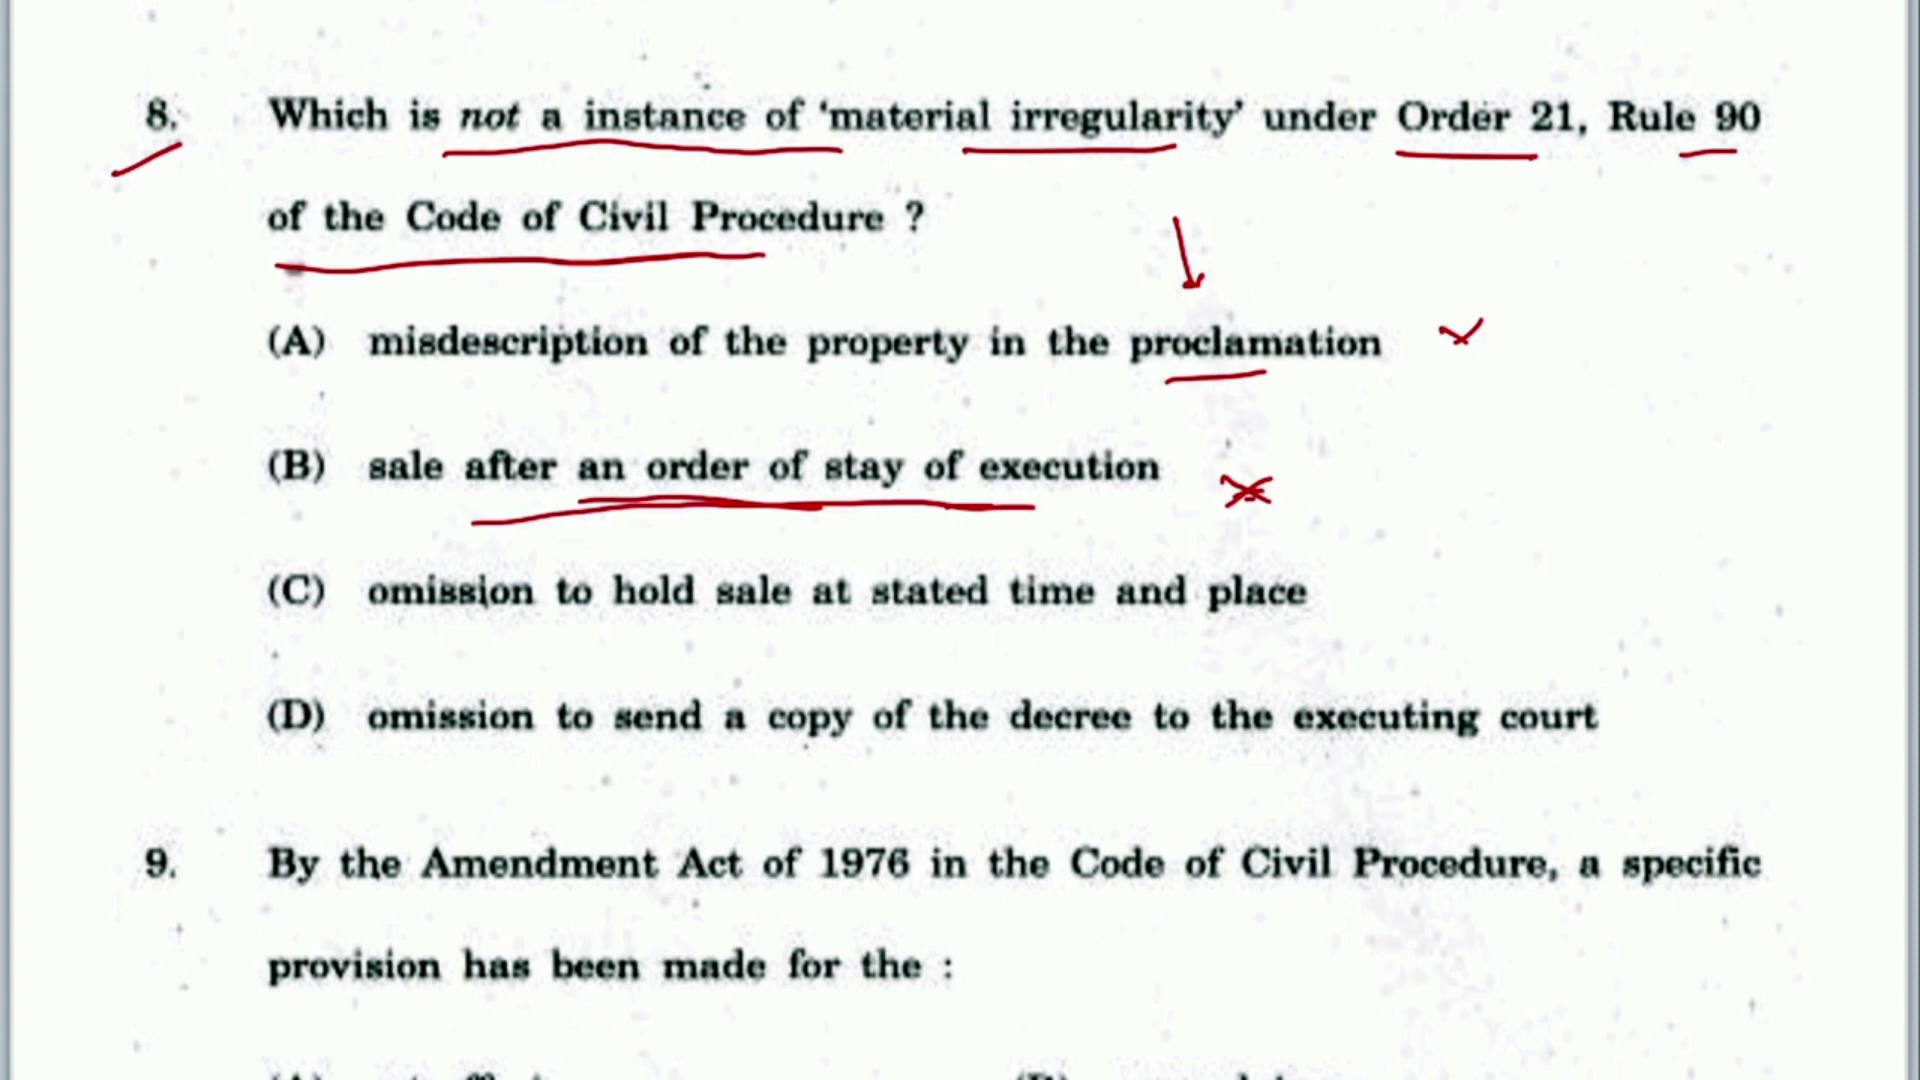 8. Which is not a instance of ‘material irregularity’ under Order 21, Rule 90
of the Code of Civil Procedure ?
(A) misdescription of the property in the proclamation
(B) sale after an order of stay of execution
(C) omission to hold sale at stated time and place
(D) omission to send a copy of the decree to the executing court
9. By the Amendment Act of 1976 in the Code of Civil Procedure, a specific
provision has been made for the :